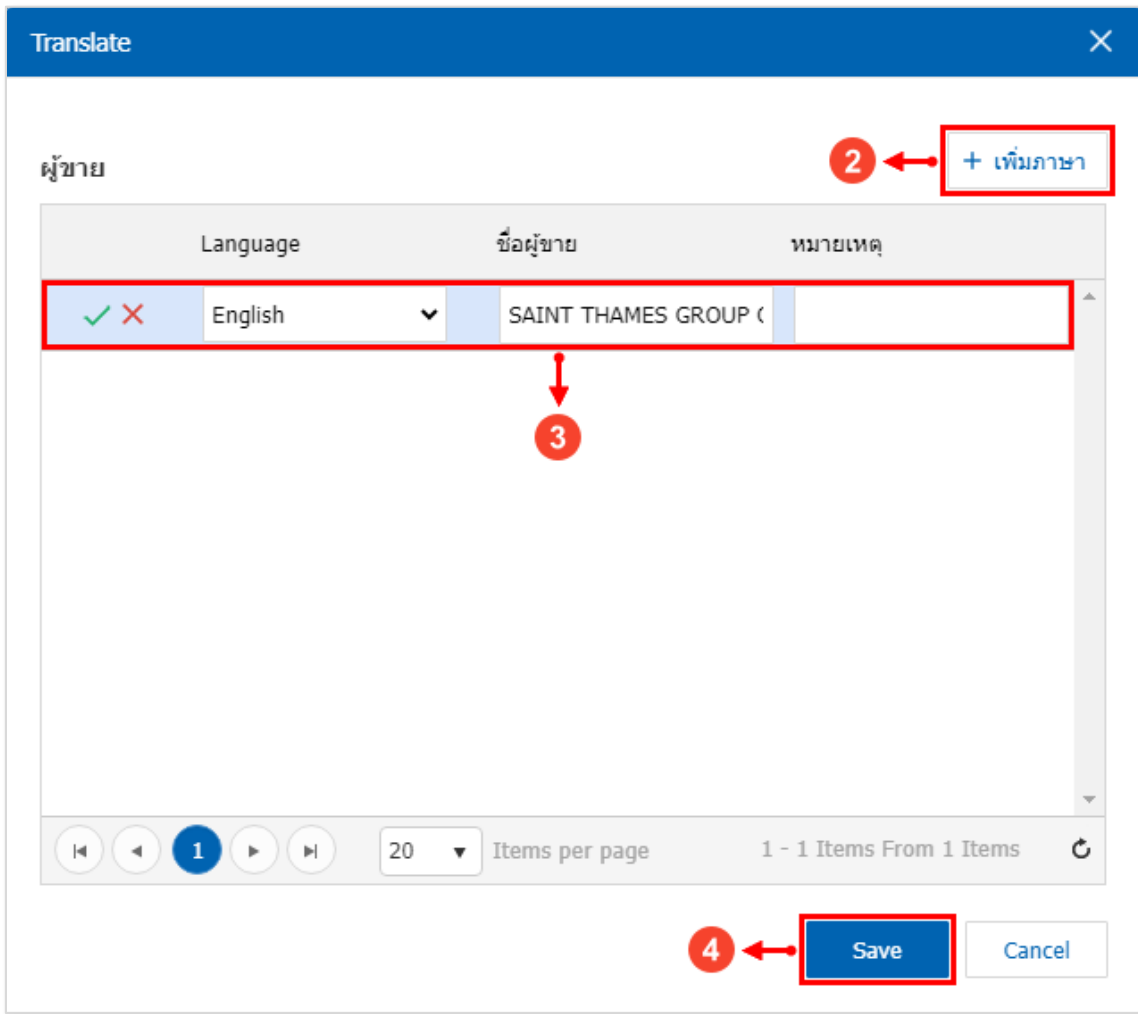 Translate
2
+ เพิ่มภาษา
ผู้ขาย
Language ชื่อผู้ขาย หมายเหตุ
English SAINT THAMES GROUP
3
1 20 Items per page 1 - 1 Items From 1 Items
4 Save Cancel